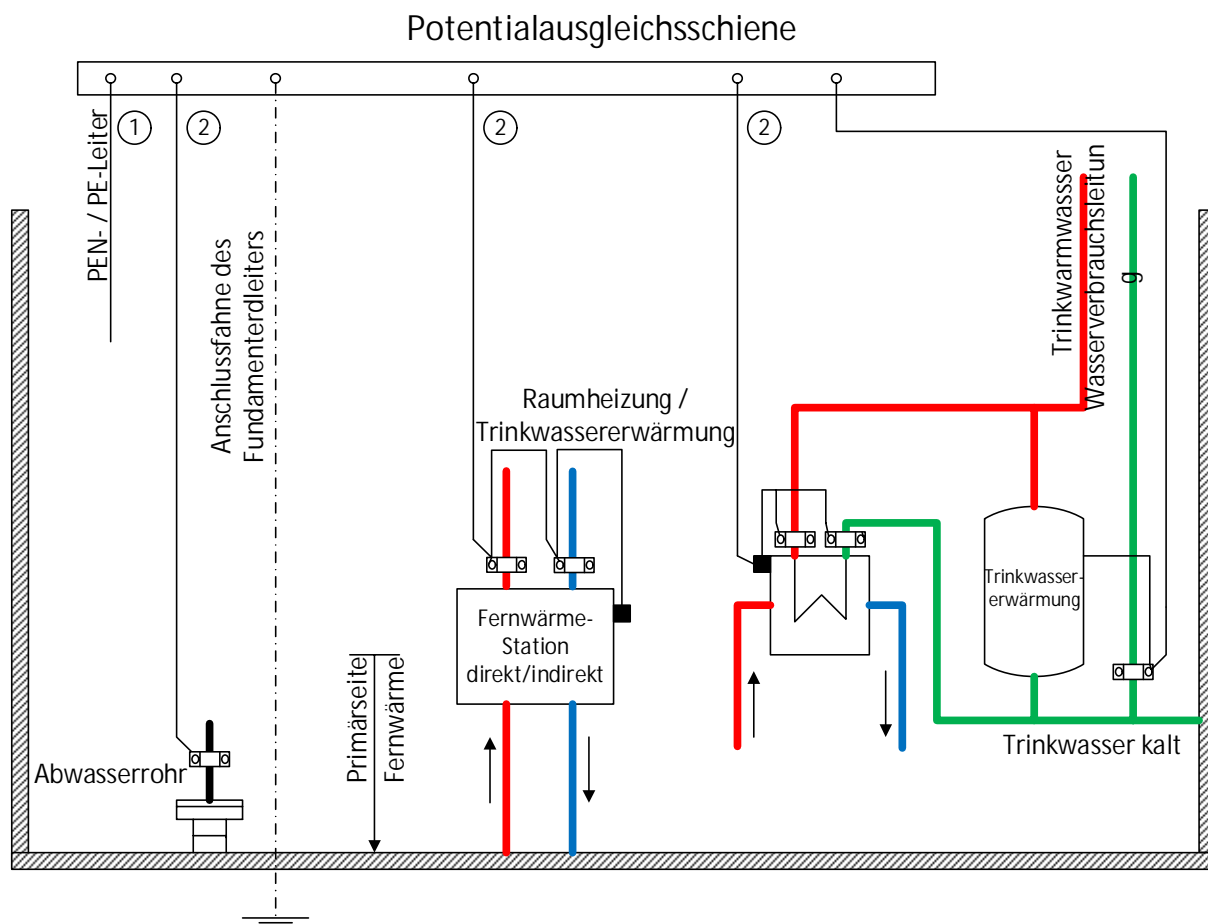 Potentialausgleichsschiene
PEN- / PE-Leiter
1
2
2
2
Anschlussfahne des
Fundamenterdleiters
Trinkwarmwasser
Wasserverbrauchsleitun
g
Raumheizung /
Trinkwassererwärmung
Fernwärme-
Station
direkt/indirekt
Trinkwasser-
erwärmung
Primärseite
Fernwärme
Abwasserrohr
Trinkwasser kalt